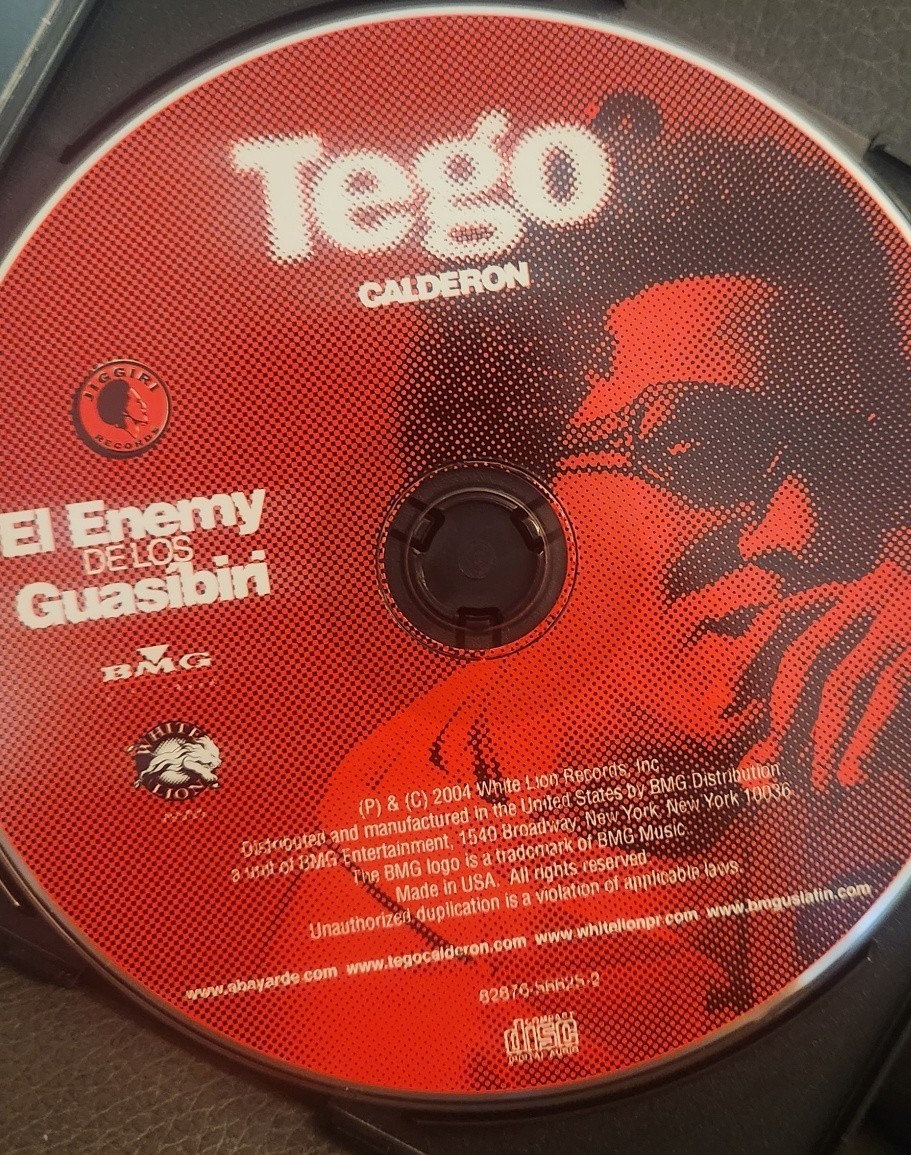 Tego
CALDERON
JIGGIRI
RECORDS
El Enemy
DE LOS
Guasíbiri
BMG
WHITE
LION
(P) & (C) 2004 White Lion Records, Inc.
Distributed and manufactured in the United States by BMG Distribution,
a unit of BMG Entertainment, 1540 Broadway, New York, New York 10036.
The BMG logo is a trademark of BMG Music.
Made in USA. All rights reserved
Unauthorized duplication is a violation of applicable laws.
www.abayarde.com www.tegocalderon.com www.whitelionpr.com www.bmguslatin.com
82876-56625-2
COMPACT
disc
DIGITAL AUDIO